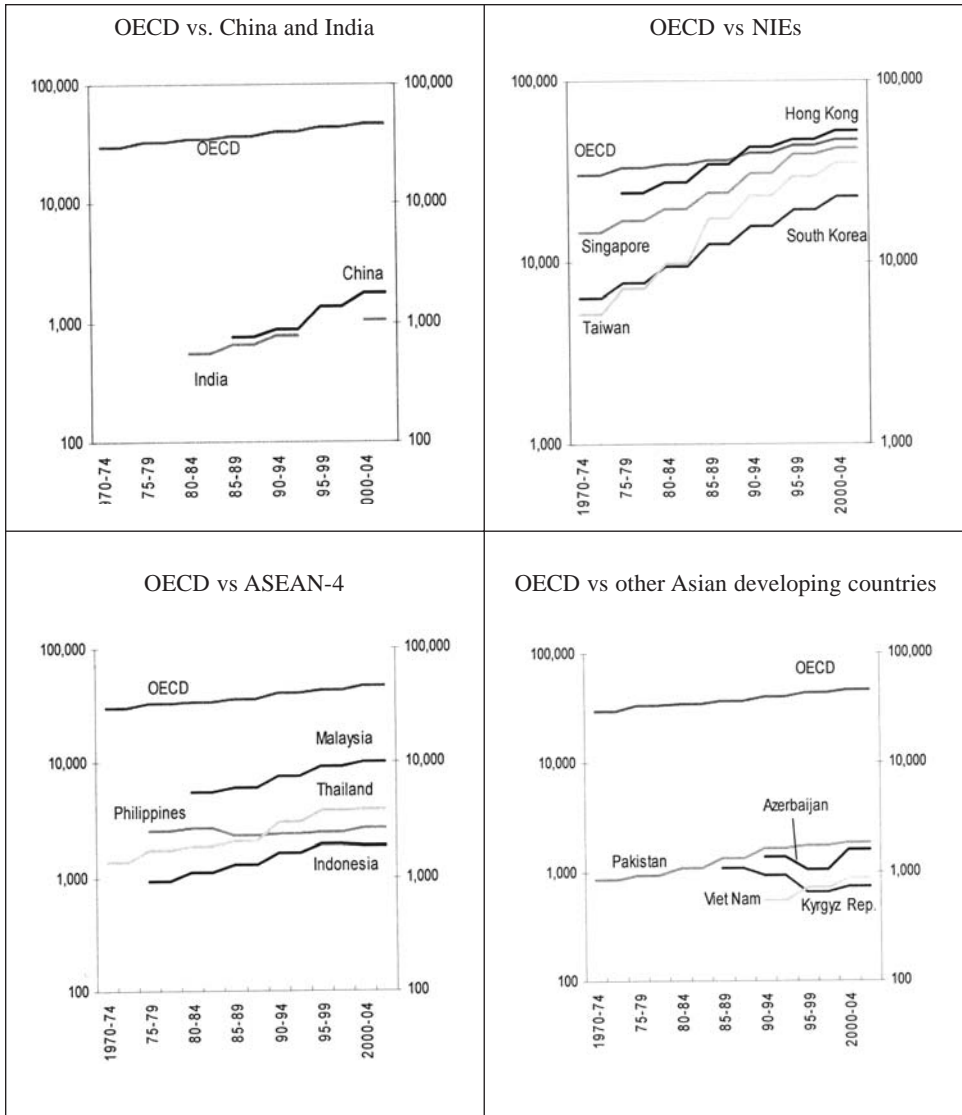 OECD vs. China and India
100,000
10,000
1,000
100
100,000
10,000
1,000
100
OECD
China
India
970-74
75-79
80-84
85-89
90-94
95-99
000-04
OECD vs NIEs
100,000
10,000
1,000
100,000
10,000
1,000
Hong Kong
OECD
Singapore
South Korea
Taiwan
1970-74
75-79
80-84
85-89
90-94
95-99
2000-04
OECD vs ASEAN-4
100,000
10,000
1,000
100
100,000
10,000
1,000
100
OECD
Malaysia
Thailand
Philippines
Indonesia
1970-74
75-79
80-84
85-89
90-94
95-99
2000-04
OECD vs other Asian developing countries
100,000
10,000
1,000
100
100,000
10,000
1,000
100
OECD
Azerbaijan
Pakistan
Viet Nam
Kyrgyz Rep.
1970-74
75-79
80-84
85-89
90-94
95-99
2000-04